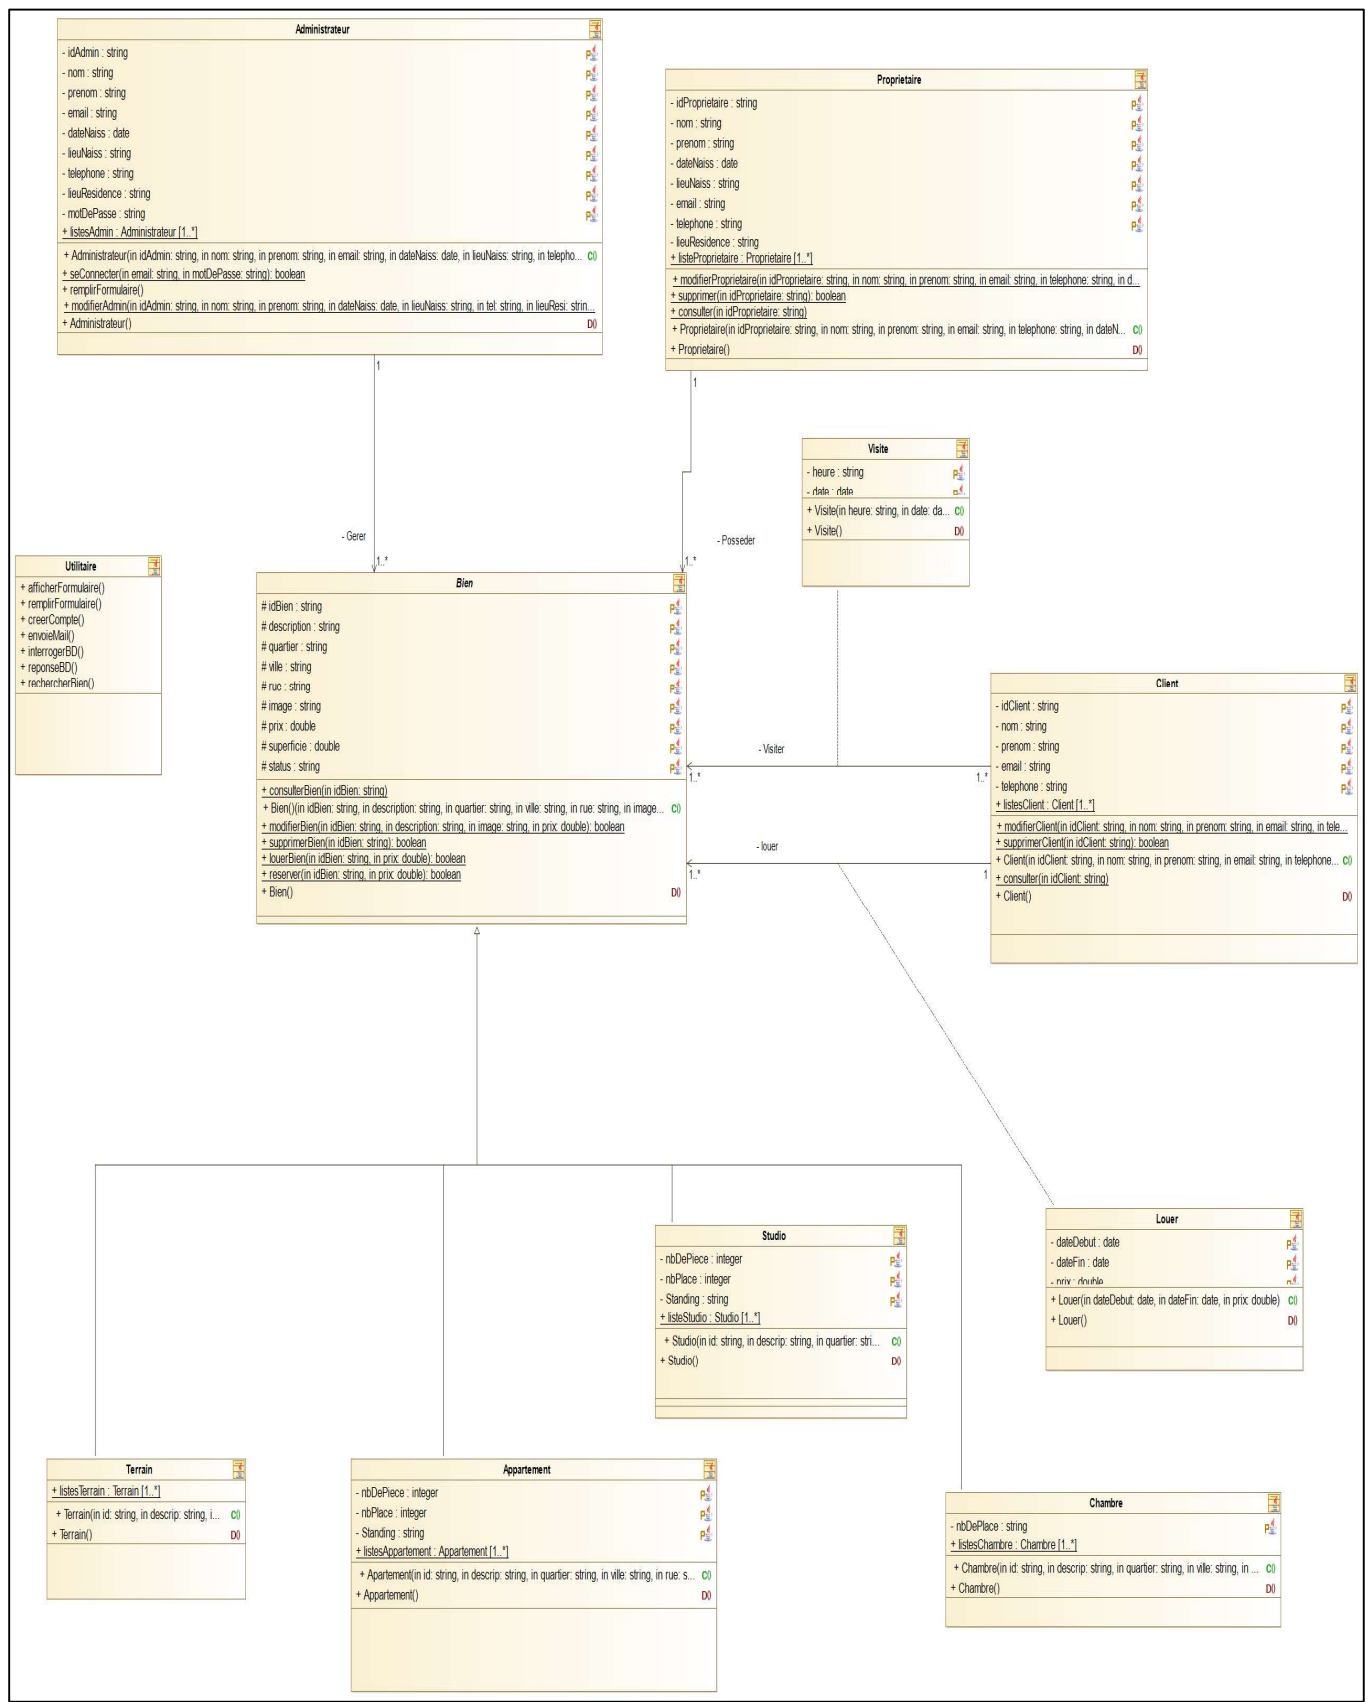 Administrateur
- idAdmin : string
- nom : string
- prenom : string
- email : string
- dateNaiss : date
- lieuNaiss : string
- telephone : string
- lieuResidence : string
- motDePasse : string
+ listesAdmin : Administrateur [1..*]
+ Administrateur(in idAdmin: string, in nom: string, in prenom: string, in email: string, in dateNaiss: date, in lieuNaiss: string, in telepho...
+ seConnecter(in email: string, in motDePasse: string): boolean
+ remplirFormulaire()
+ modifierAdmin(in idAdmin: string, in nom: string, in prenom: string, in dateNaiss: date, in lieuNaiss: string, in tel: string, in lieuResi: strin...
+ Administrateur()
Proprietaire
- idProprietaire : string
- nom : string
- prenom : string
- dateNaiss : date
- lieuNaiss : string
- email : string
- telephone : string
- lieuResidence : string
+ listeProprietaire : Proprietaire [1..*]
+ modifierProprietaire(in idProprietaire: string, in nom: string, in prenom: string, in email: string, in telephone: string, in d...
+ supprimer(in idProprietaire: string): boolean
+ consulter(in idProprietaire: string)
+ Proprietaire(in idProprietaire: string, in nom: string, in prenom: string, in email: string, in telephone: string, in dateN...
+ Proprietaire()
1
1
Visite
- heure : string
- date : date
+ Visite(in heure: string, in date: da...
+ Visite()
- Gerer
1..*
- Posseder
1..*
Utilitaire
+ afficherFormulaire()
+ remplirFormulaire()
+ creerCompte()
+ envoieMail()
+ interrogerBD()
+ reponseBD()
+ rechercherBien()
Bien
# idBien : string
# description : string
# quartier : string
# ville : string
# rue : string
# image : string
# prix : double
# superficie : double
# status : string
+ consulterBien(in idBien: string)
+ Bien()(in idBien: string, in description: string, in quartier: string, in ville: string, in rue: string, in image...
+ modifierBien(in idBien: string, in description: string, in image: string, in prix: double): boolean
+ supprimerBien(in idBien: string): boolean
+ louerBien(in idBien: string, in prix: double): boolean
+ reserver(in idBien: string, in prix: double): boolean
+ Bien()
- Visiter
1..*
1..*
- louer
1..*
1
Client
- idClient : string
- nom : string
- prenom : string
- email : string
- telephone : string
+ listesClient : Client [1..*]
+ modifierClient(in idClient: string, in nom: string, in prenom: string, in email: string, in tele...
+ supprimerClient(in idClient: string): boolean
+ Client(in idClient: string, in nom: string, in prenom: string, in email: string, in telephone...
+ consulter(in idClient: string)
+ Client()
Studio
- nbDePiece : integer
- nbPlace : integer
- Standing : string
+ listeStudio : Studio [1..*]
+ Studio(in id: string, in descrip: string, in quartier: stri...
+ Studio()
Louer
- dateDebut : date
- dateFin : date
- prix : double
+ Louer(in dateDebut: date, in dateFin: date, in prix: double)
+ Louer()
Terrain
+ listesTerrain : Terrain [1..*]
+ Terrain(in id: string, in descrip: string, i...
+ Terrain()
Appartement
- nbDePiece : integer
- nbPlace : integer
- Standing : string
+ listesAppartement : Appartement [1..*]
+ Apartement(in id: string, in descrip: string, in quartier: string, in ville: string, in rue: s...
+ Appartement()
Chambre
- nbDePlace : string
+ listesChambre : Chambre [1..*]
+ Chambre(in id: string, in descrip: string, in quartier: string, in ville: string, in ...
+ Chambre()